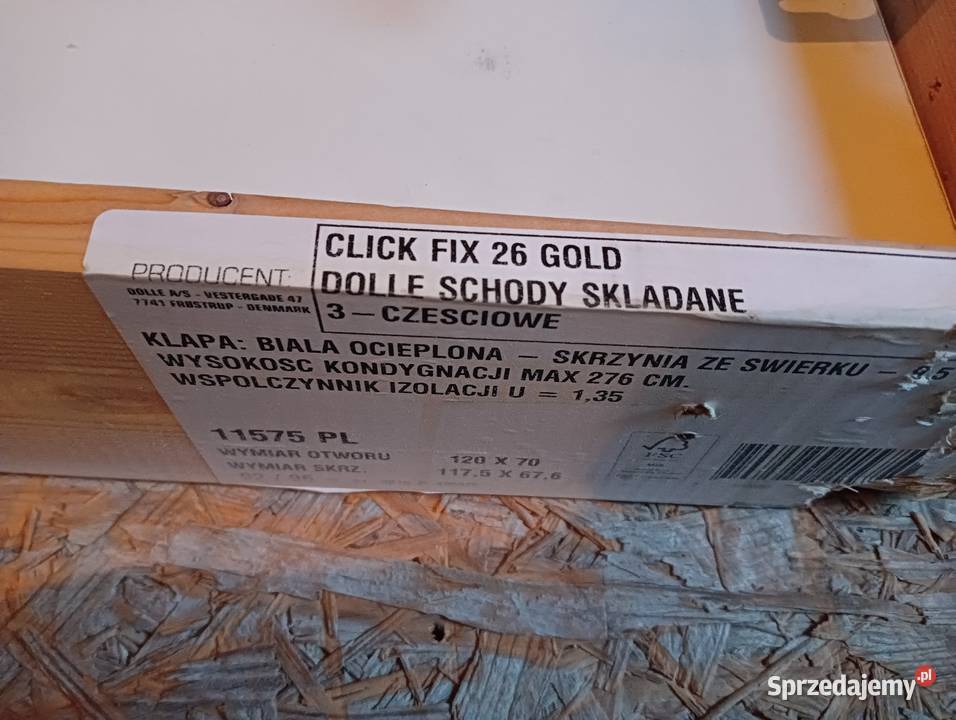 CLICK FIX 26 GOLD
DOLLE SCHODY SKLADANE
3-CZESCIOWE
PRODUCENT:
DOLLE A/S - VESTERGADE 47
7741 FRØSTRUP - DENMARK
KLAPA: BIALA OCIEPLONA - SKRZYNIA ZE SWIERKU -
WYSOKOSC KONDYGNACJI MAX 276 CM.
WSPOLCZYNNIK IZOLACJI U = 1,35
11575 PL
WYMIAR OTWORU 120 X 70
WYMIAR SKRZ. 117.5 X 67,6
FSC
MIX
Sprzedajemy.pl